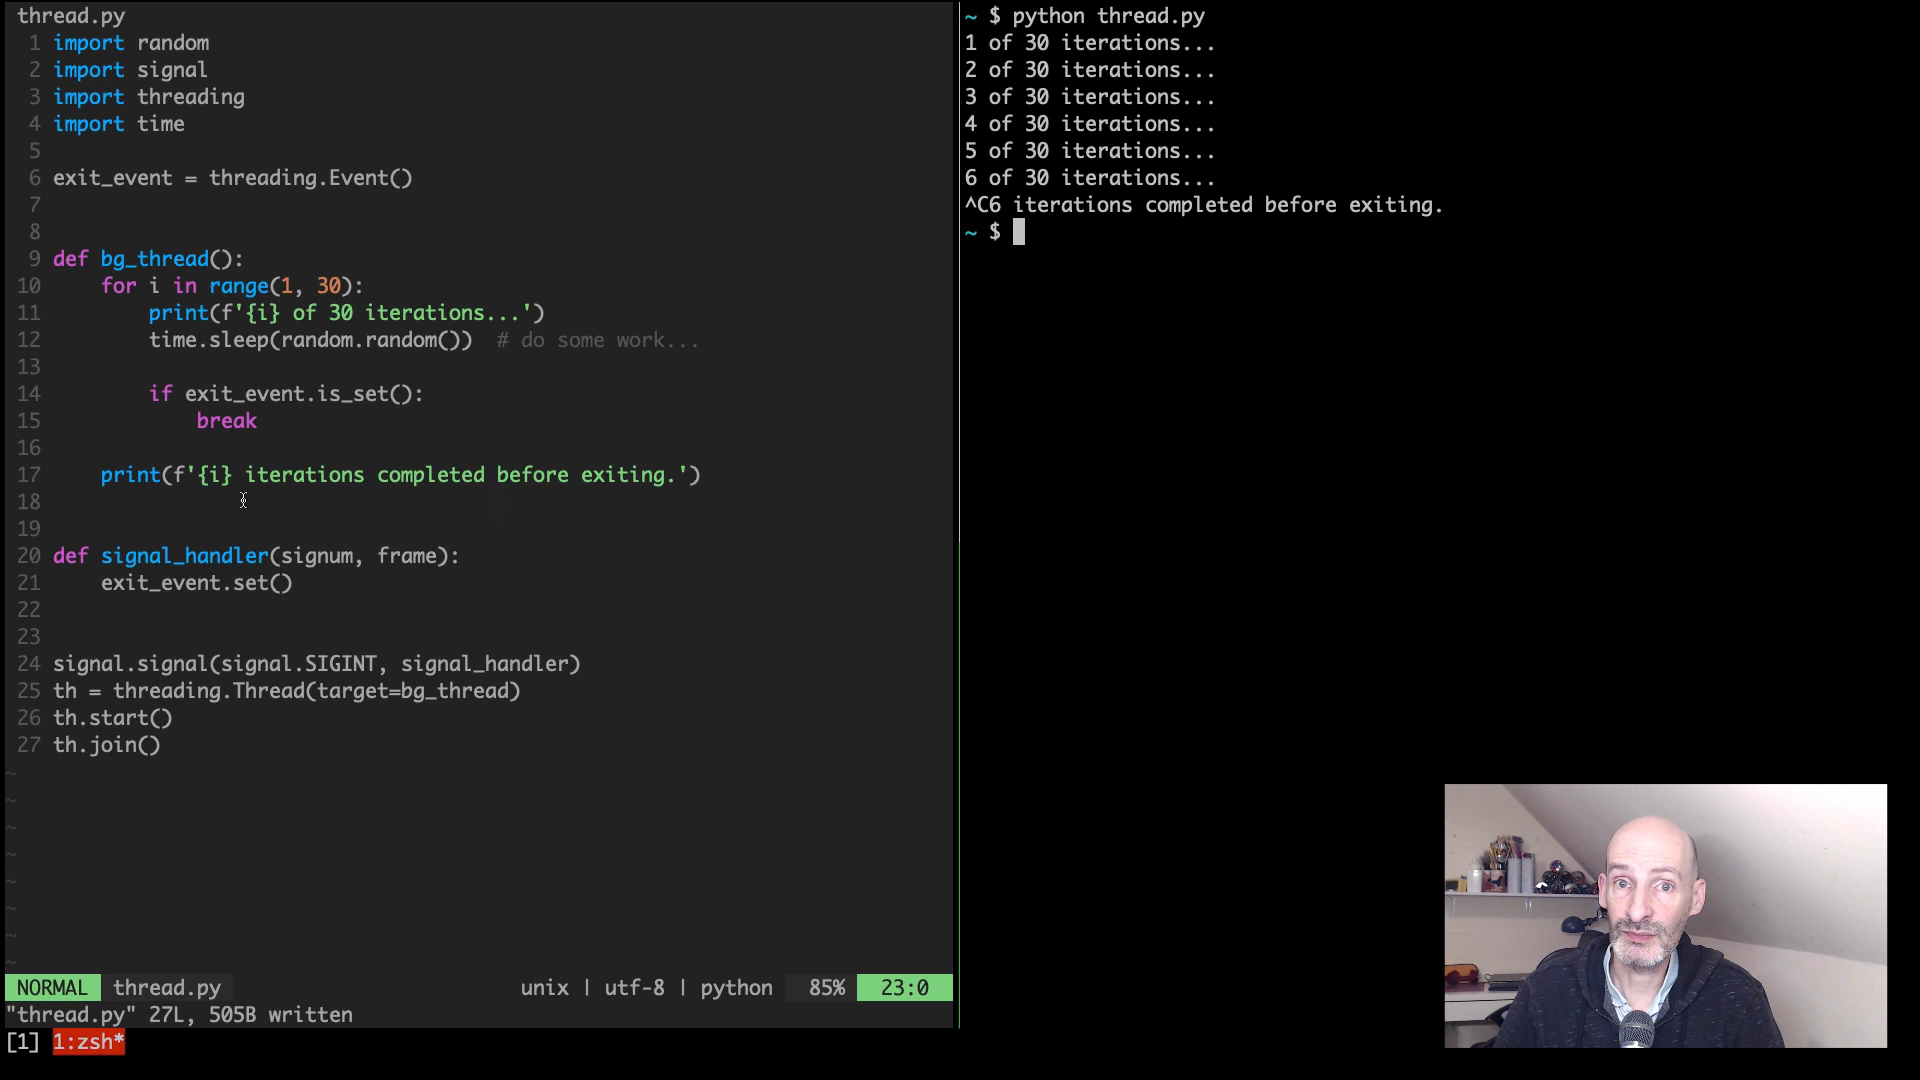 thread.py
1 import random
2 import signal
3 import threading
4 import time
5
6 exit_event = threading.Event()
7
8
9 def bg_thread():
10     for i in range(1, 30):
11         print(f'{i} of 30 iterations...')
12         time.sleep(random.random())  # do some work...
13
14         if exit_event.is_set():
15             break
16
17     print(f'{i} iterations completed before exiting.')
18
19
20 def signal_handler(signum, frame):
21     exit_event.set()
22
23
24 signal.signal(signal.SIGINT, signal_handler)
25 th = threading.Thread(target=bg_thread)
26 th.start()
27 th.join()
~
~
~
~
~
~
~
~
NORMAL thread.py unix | utf-8 | python 85% 23:0
"thread.py" 27L, 505B written
[1] 1:zsh*
~ $ python thread.py
1 of 30 iterations...
2 of 30 iterations...
3 of 30 iterations...
4 of 30 iterations...
5 of 30 iterations...
6 of 30 iterations...
^C6 iterations completed before exiting.
~ $